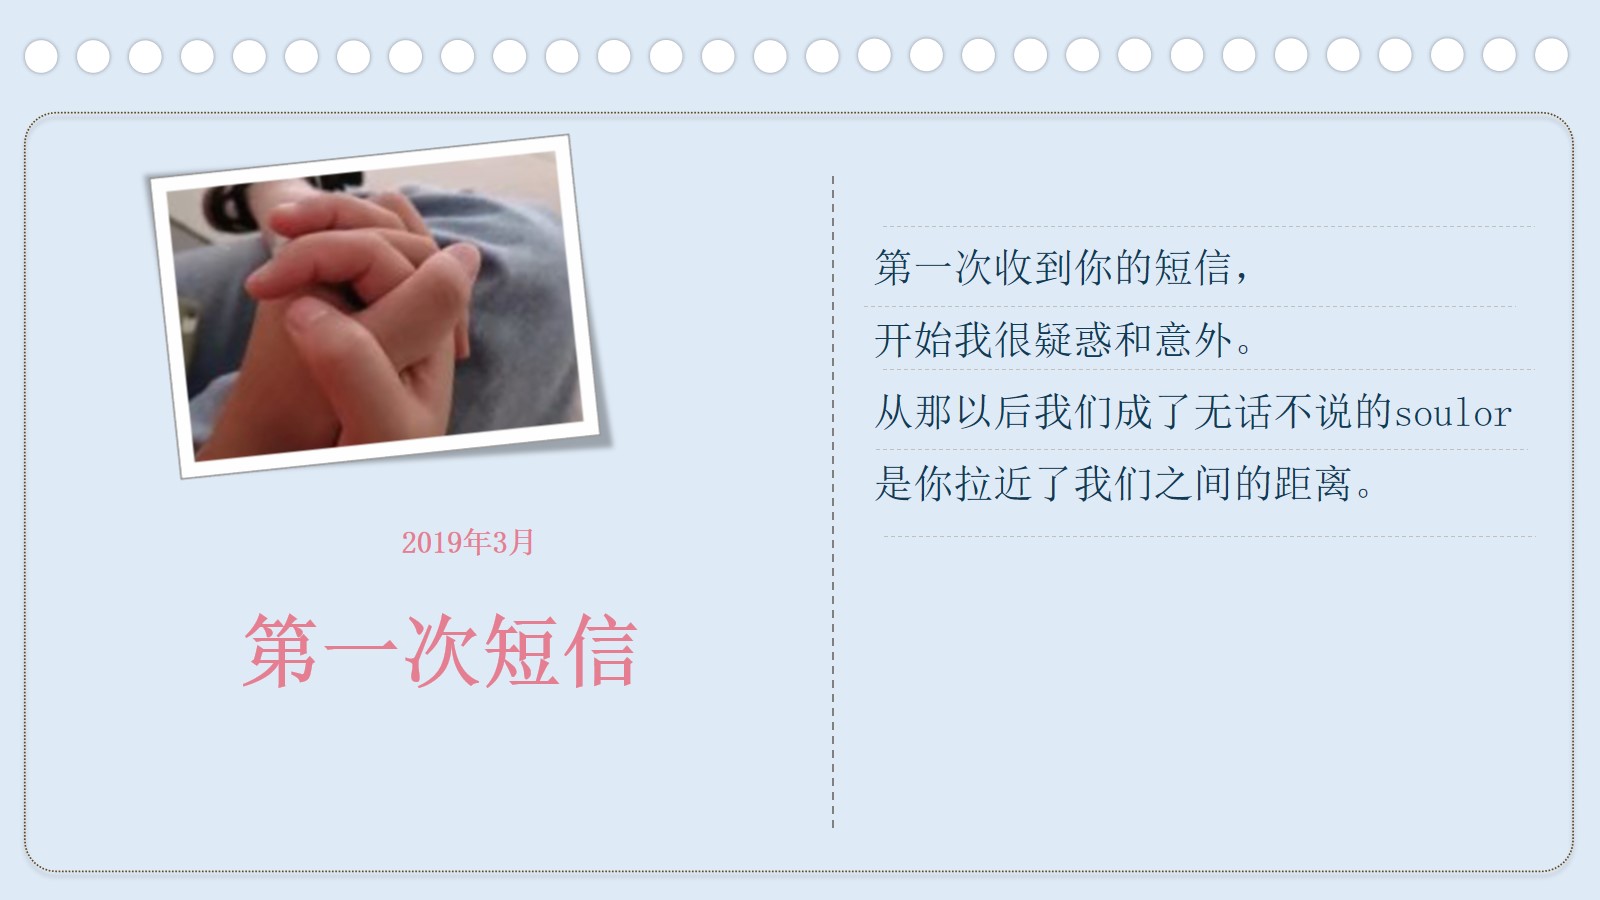 2019年3月
第一次短信
第一次收到你的短信，
开始我很疑惑和意外。
从那以后我们成了无话不说的soulor
是你拉近了我们之间的距离。